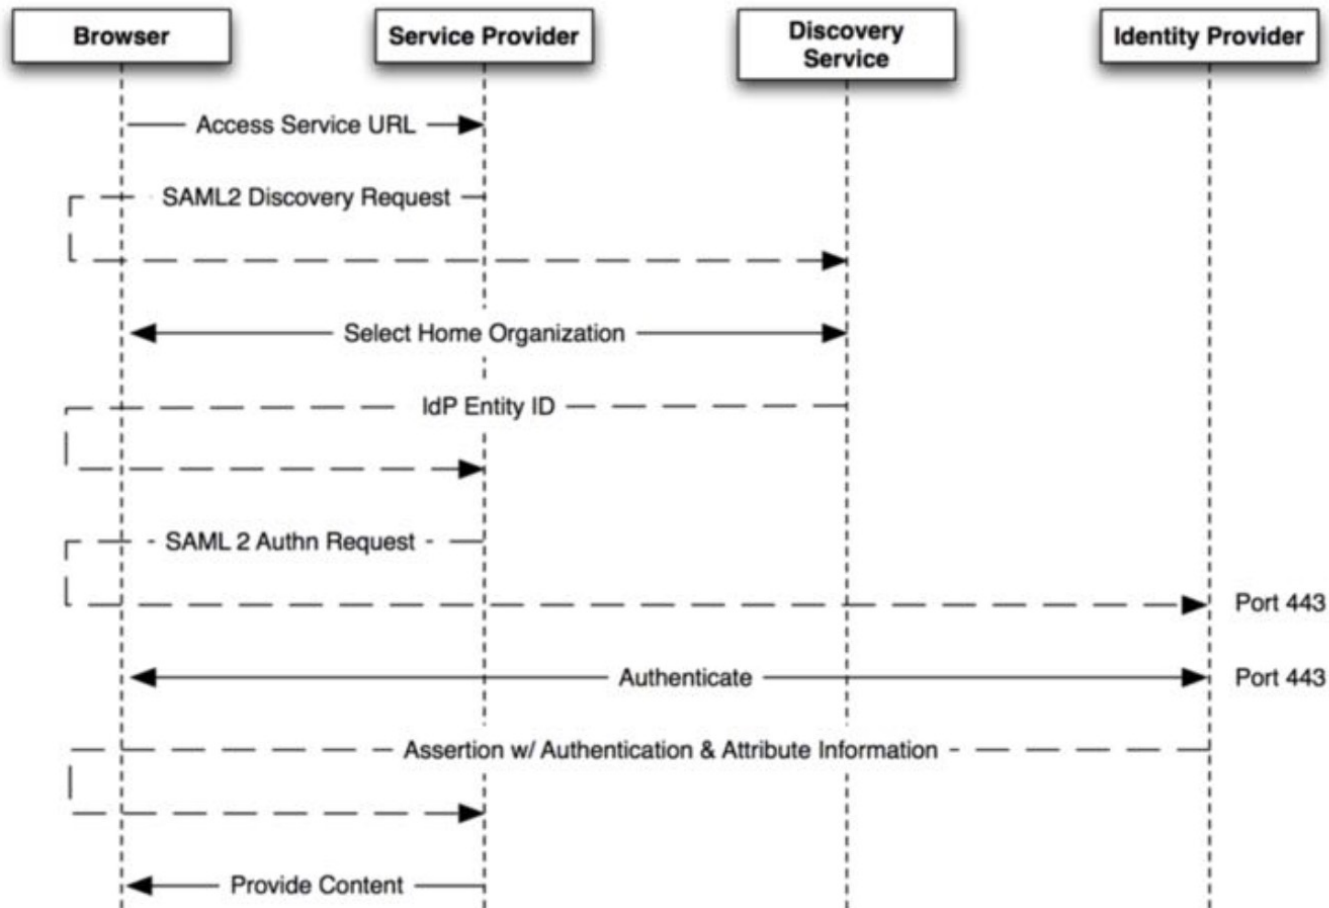 Browser
Service Provider
Discovery
Service
Identity Provider
Access Service URL
SAML2 Discovery Request
Select Home Organization
IdP Entity ID
SAML 2 Authn Request
Port 443
Authenticate
Port 443
Assertion w/ Authentication & Attribute Information
Provide Content